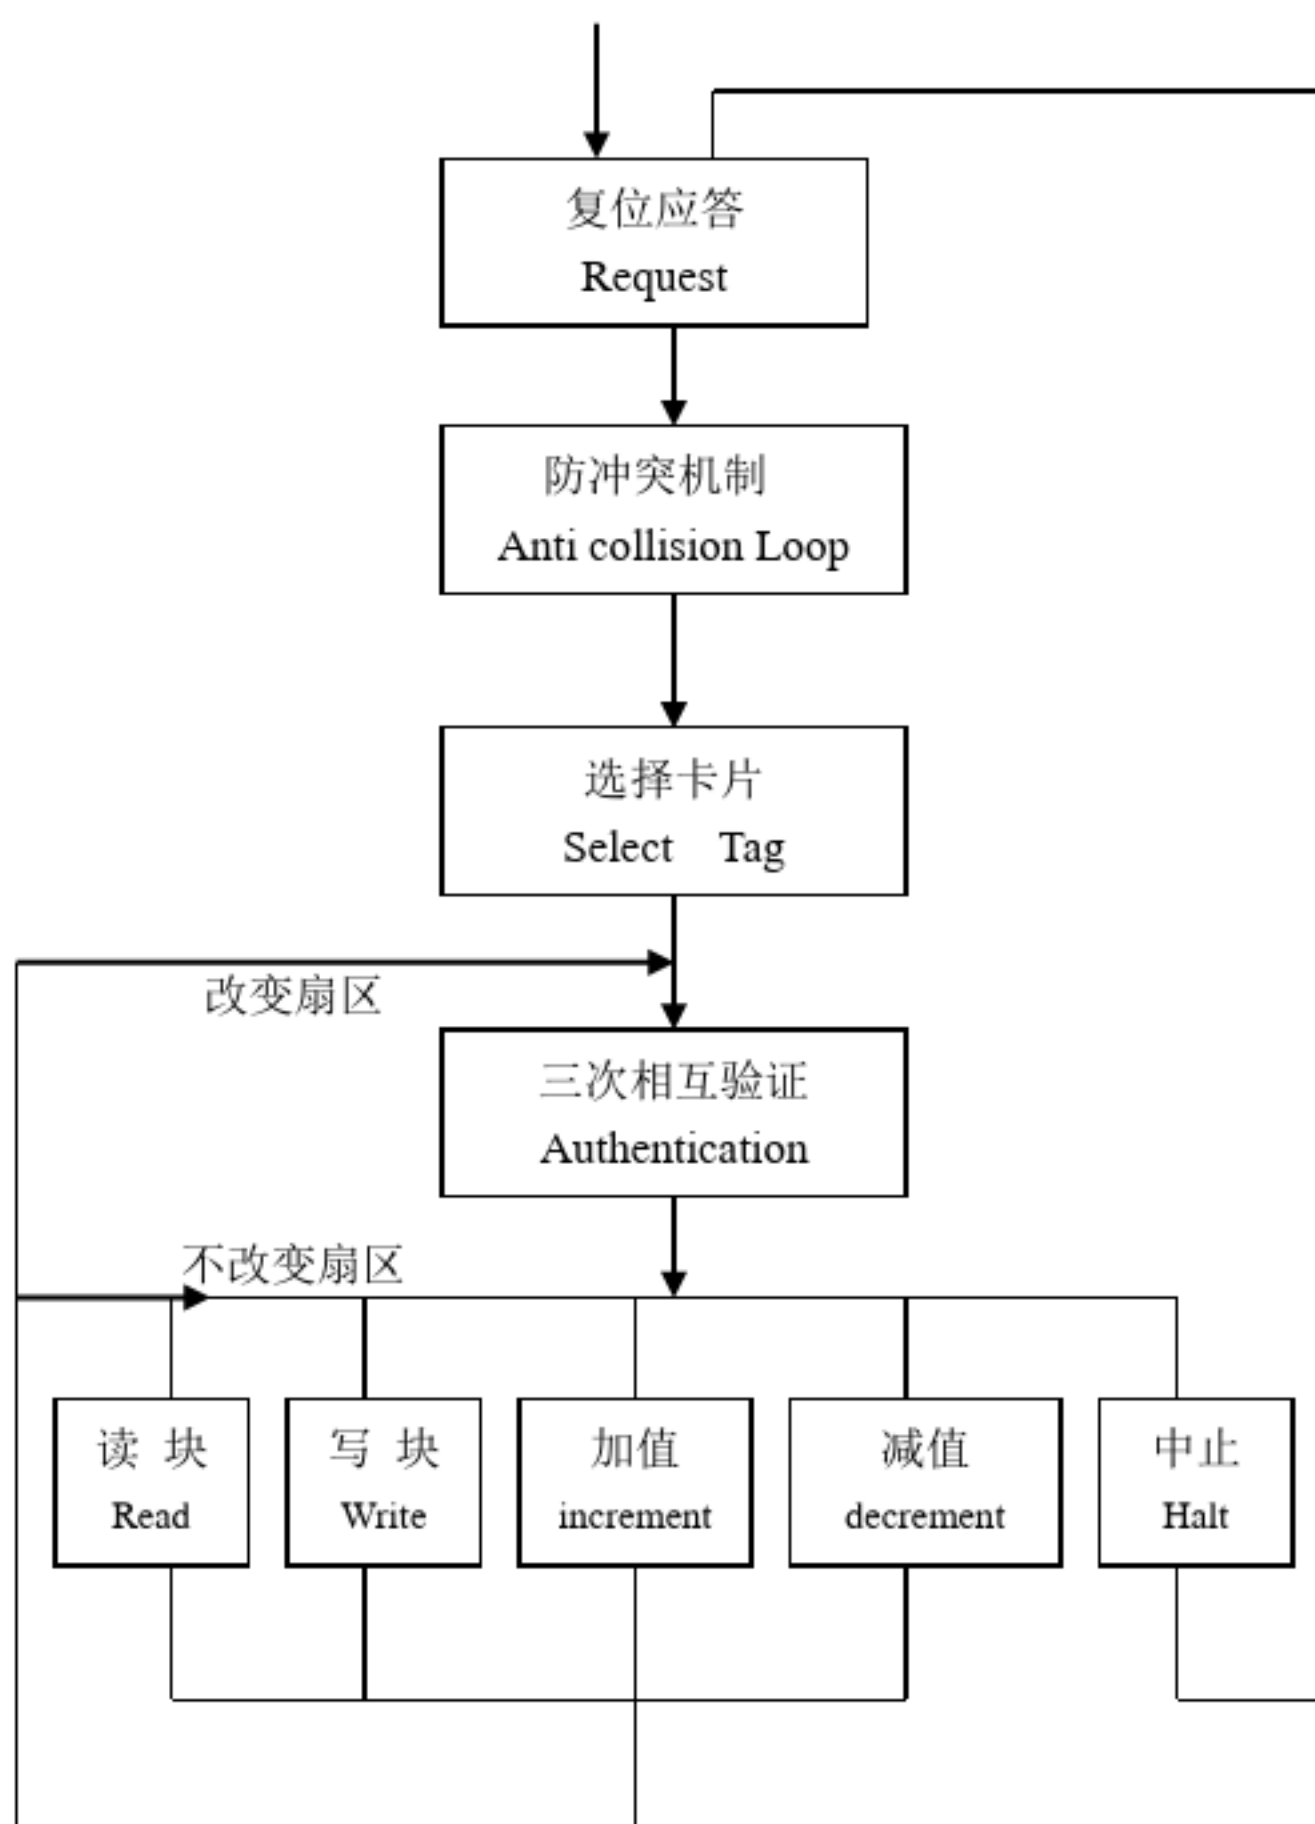 复位应答
Request
防冲突机制
Anti collision Loop
选择卡片
Select Tag
改变扇区
三次相互验证
Authentication
不改变扇区
读 块
Read
写 块
Write
加值
increment
减值
decrement
中止
Halt